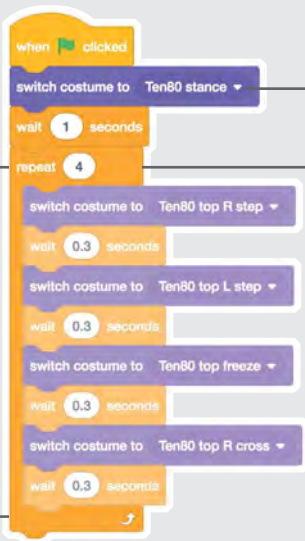 when clicked
switch costume to Ten80 stance
wait 1 seconds
repeat 4
switch costume to Ten80 top R step
wait 0.3 seconds
switch costume to Ten80 top L step
wait 0.3 seconds
switch costume to Ten80 top freeze
wait 0.3 seconds
switch costume to Ten80 top R cross
wait 0.3 seconds